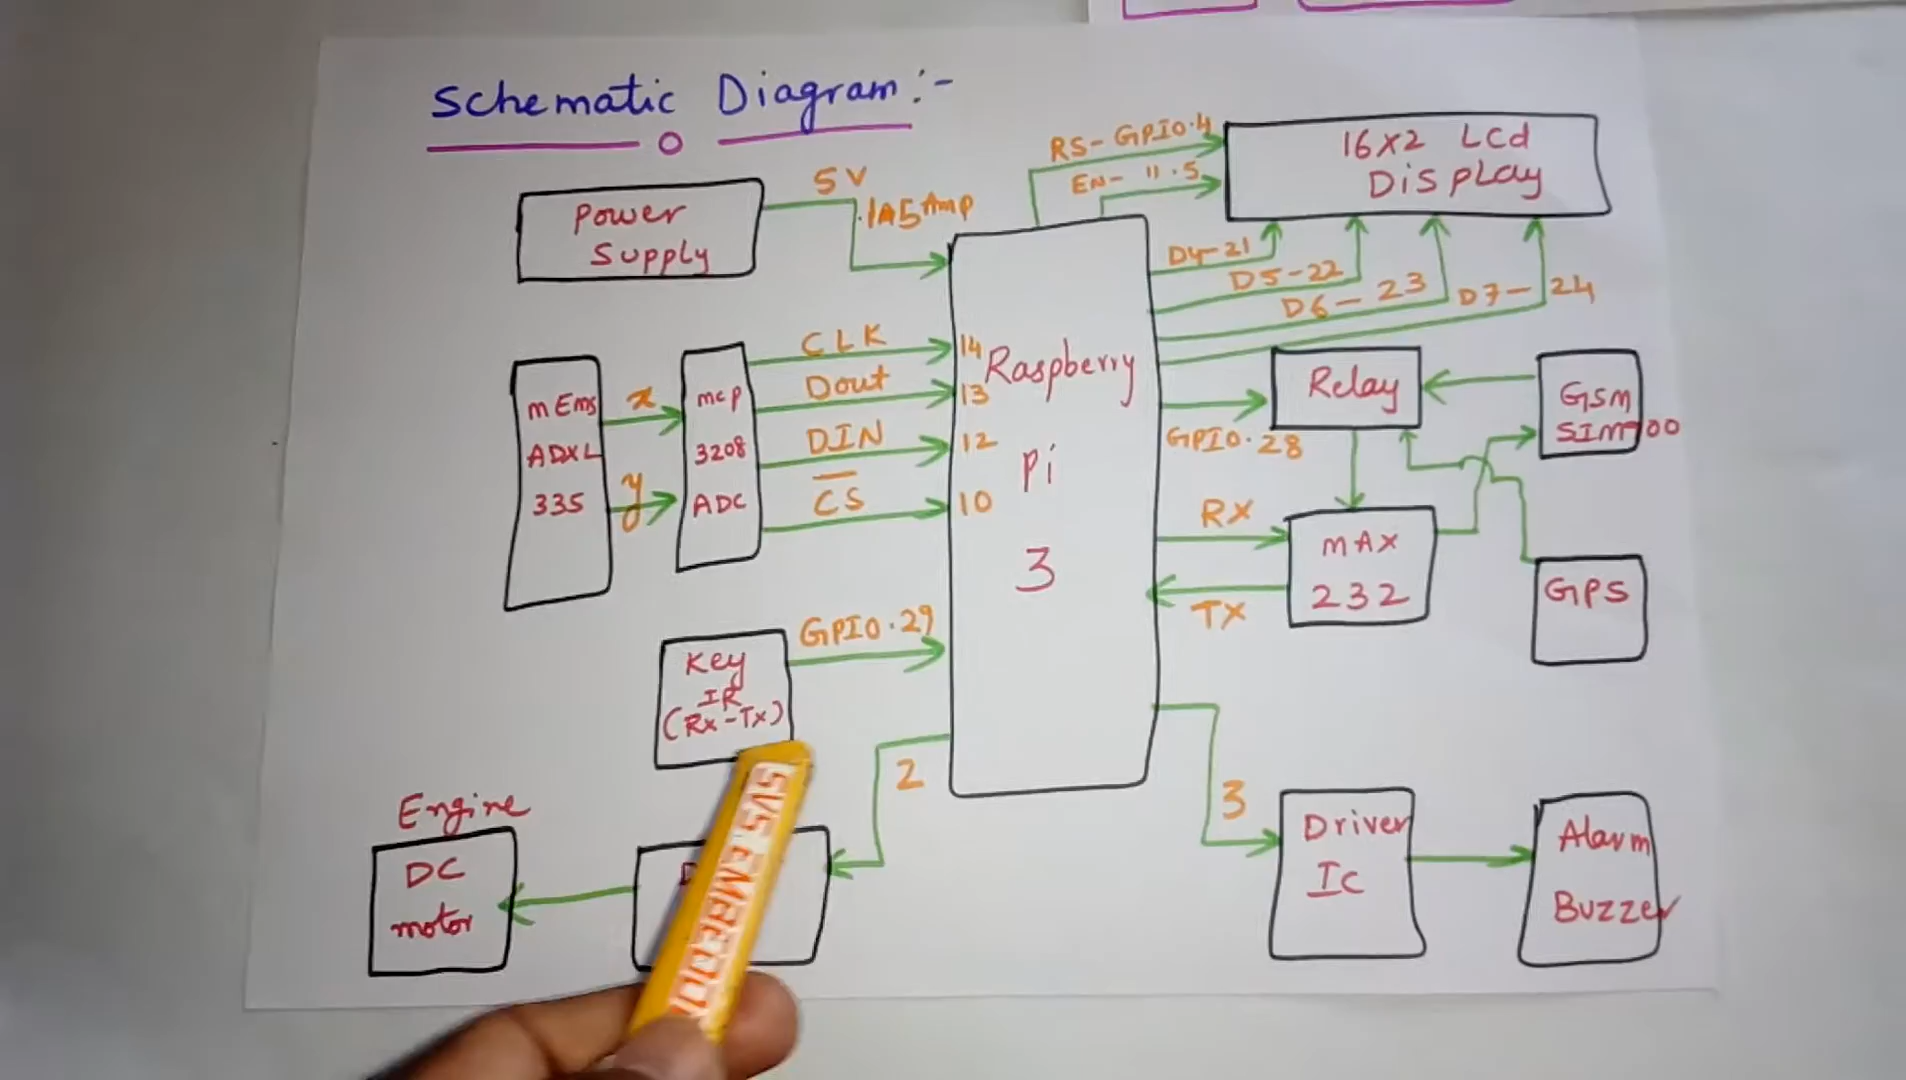 Schematic Diagram:-
Power
Supply
5V
.1A5Amp
RS-GPIO.4
EN- 11.5
16X2 LCd
Display
D4-21
D5-22
D6-23
D7-24
mEms
ADXL
335
x
y
mcp
3208
ADC
CLK
Dout
DIN
CS
14
13
12
10
Raspberry
Pi
3
Relay
GPIO.28
GSM
RX
TX
MAX
232
GPS
Key
IR
(Rx-Tx)
GPIO.29
2
3
Engine
DC
motor
Driver
IC
Alarm
Buzzer
SVSEMBEDD